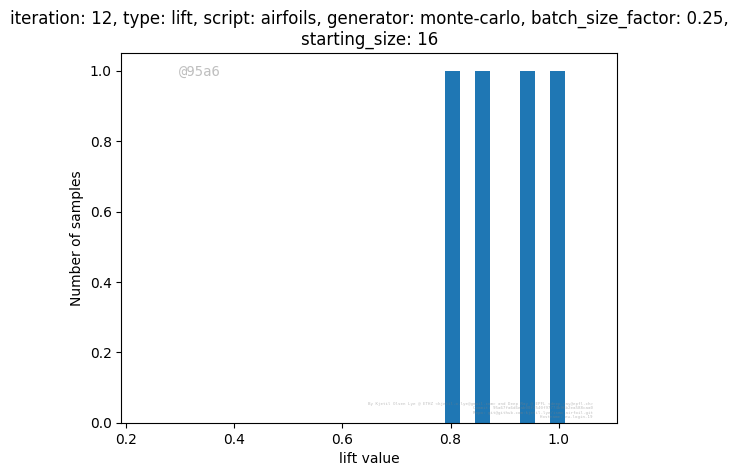 iteration: 12, type: lift, script: airfoils, generator: monte-carlo, batch_size_factor: 0.25,
starting_size: 16
@95a6
1.0
0.8
0.6
0.4
0.2
0.0
Number of samples
0.2 0.4 0.6 0.8 1.0
lift value